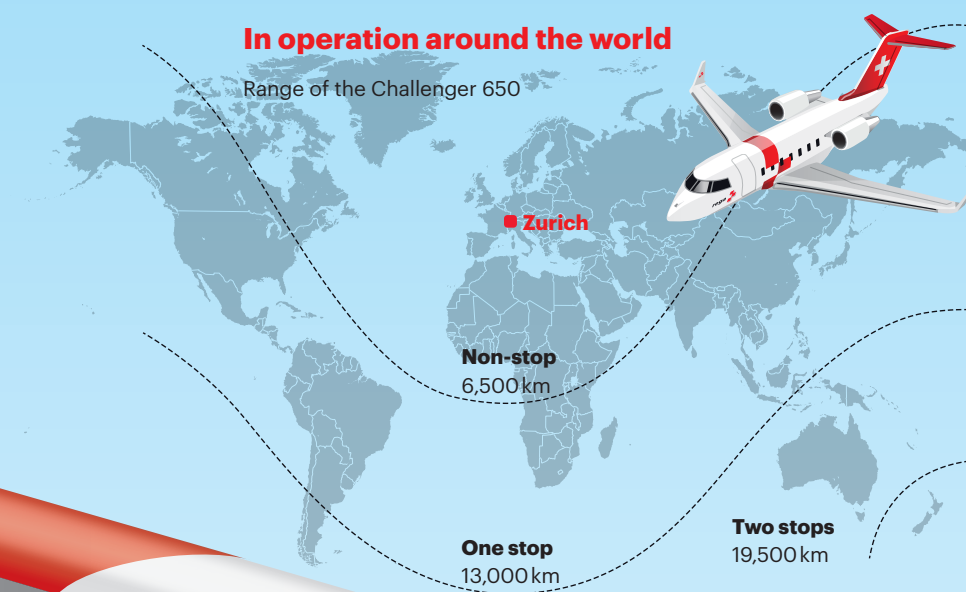 In operation around the world
Range of the Challenger 650
rega
Zurich
Non-stop
6,500 km
One stop
13,000 km
Two stops
19,500 km